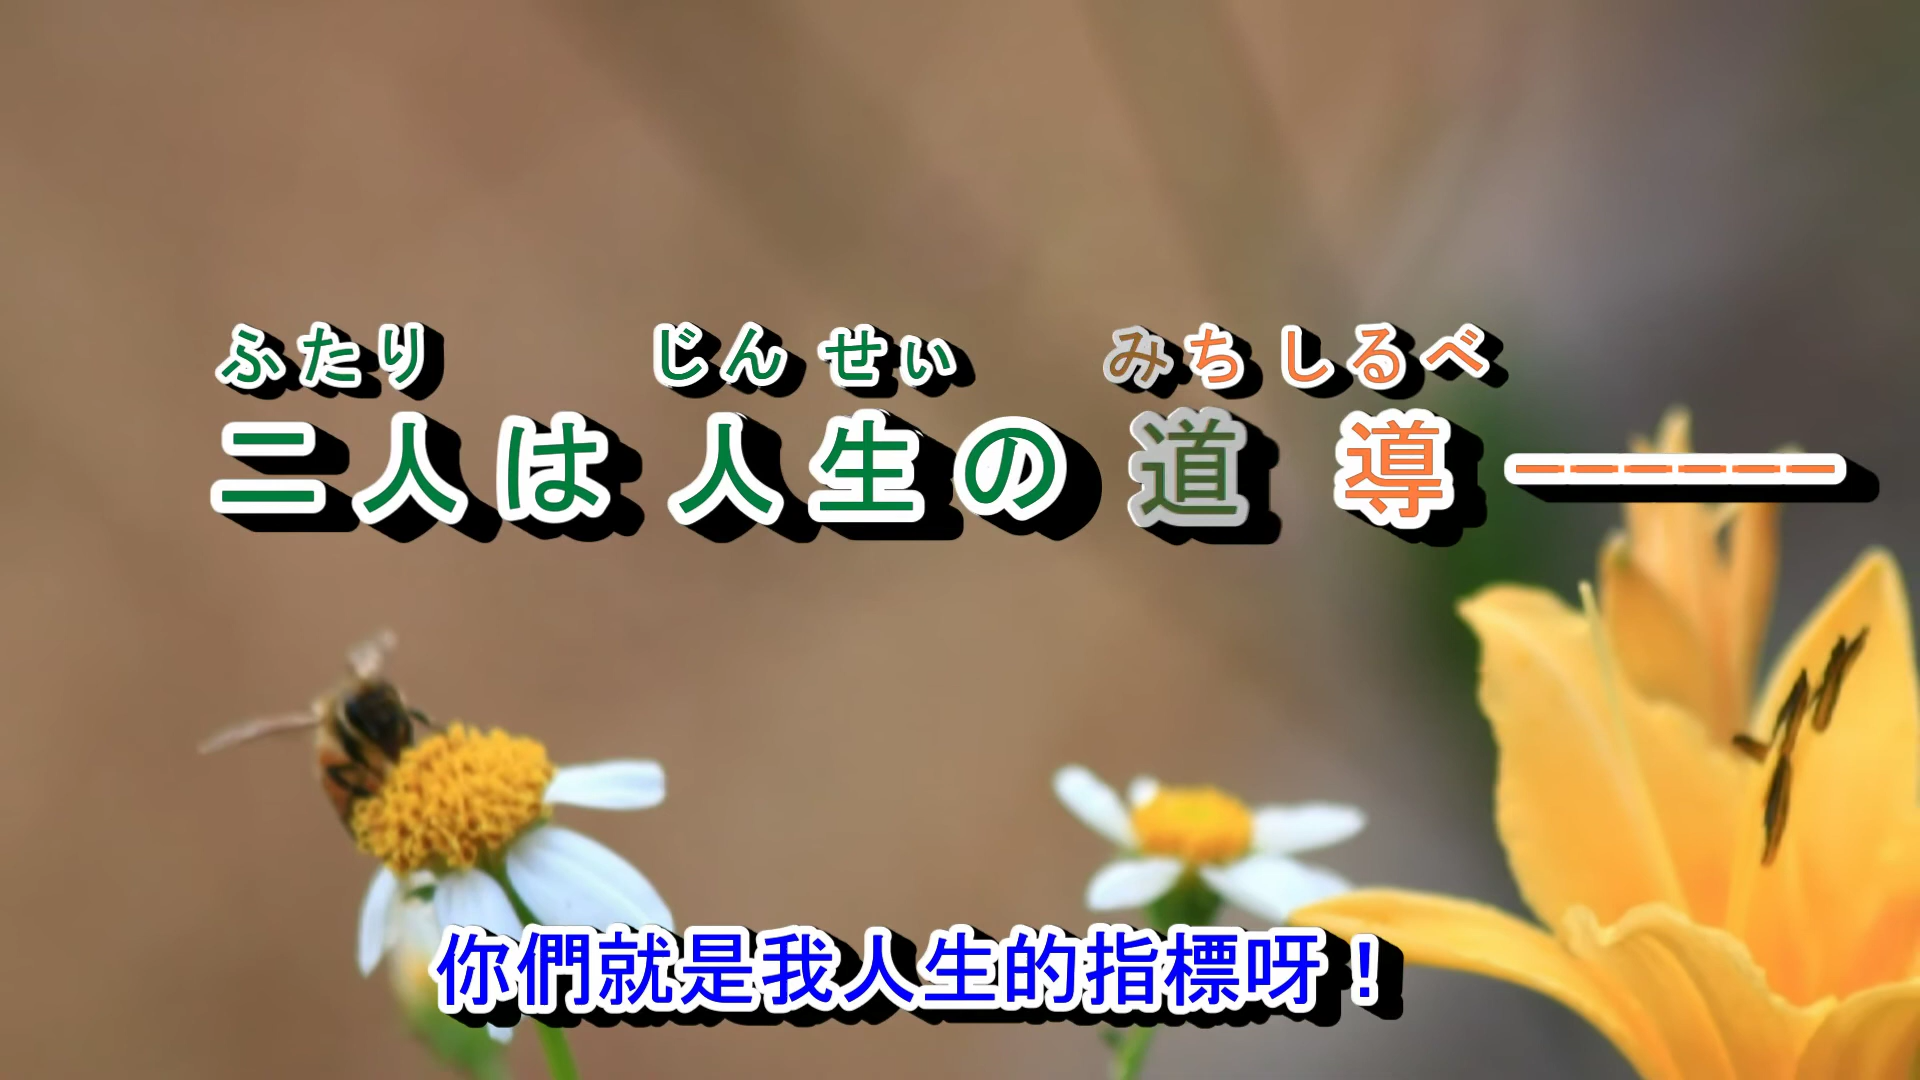 ふたり じんせい みちしるべ
二人は人生の道 導 ーーーーーー
你們就是我人生的指標呀！